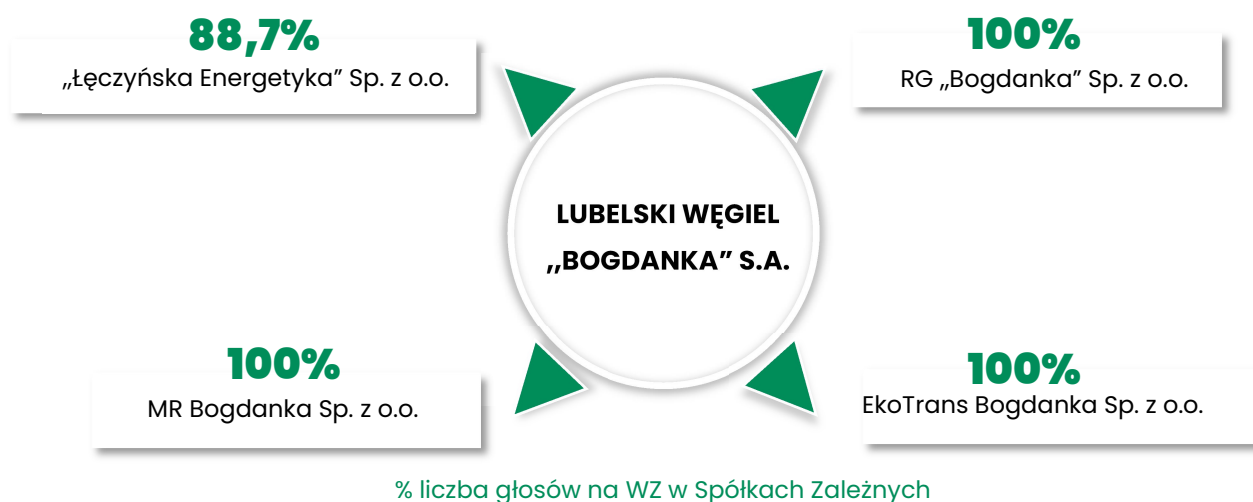 88,7%
„Łęczyńska Energetyka” Sp. z o.o.
100%
RG „Bogdanka” Sp. z o.o.
LUBELSKI WĘGIEL
,,BOGDANKA” S.A.
100%
MR Bogdanka Sp. z o.o.
100%
EkoTrans Bogdanka Sp. z o.o.
% liczba głosów na WZ w Spółkach Zależnych